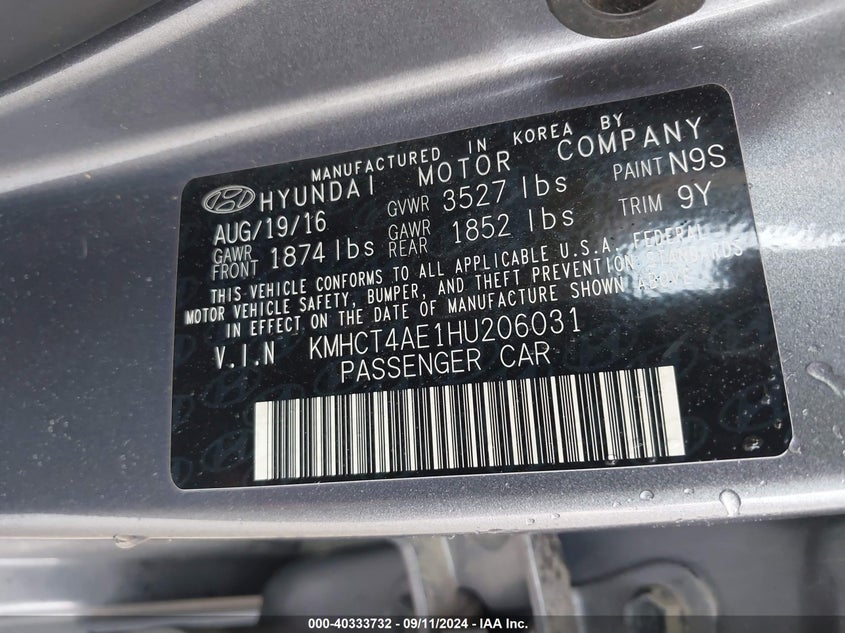 MANUFACTURED IN KOREA BY
HYUNDAI MOTOR COMPANY
AUG/19/16 GVWR 3527 lbs PAINT N9S
GAWR FRONT 1874 lbs GAWR REAR 1852 lbs TRIM 9Y
THIS VEHICLE CONFORMS TO ALL APPLICABLE U.S.A. FEDERAL
MOTOR VEHICLE SAFETY, BUMPER, AND THEFT PREVENTION STANDARDS
IN EFFECT ON THE DATE OF MANUFACTURE SHOWN ABOVE
V.I.N KMHCT4AE1HU206031
PASSENGER CAR
000-40333732 - 09/11/2024 - IAA Inc.